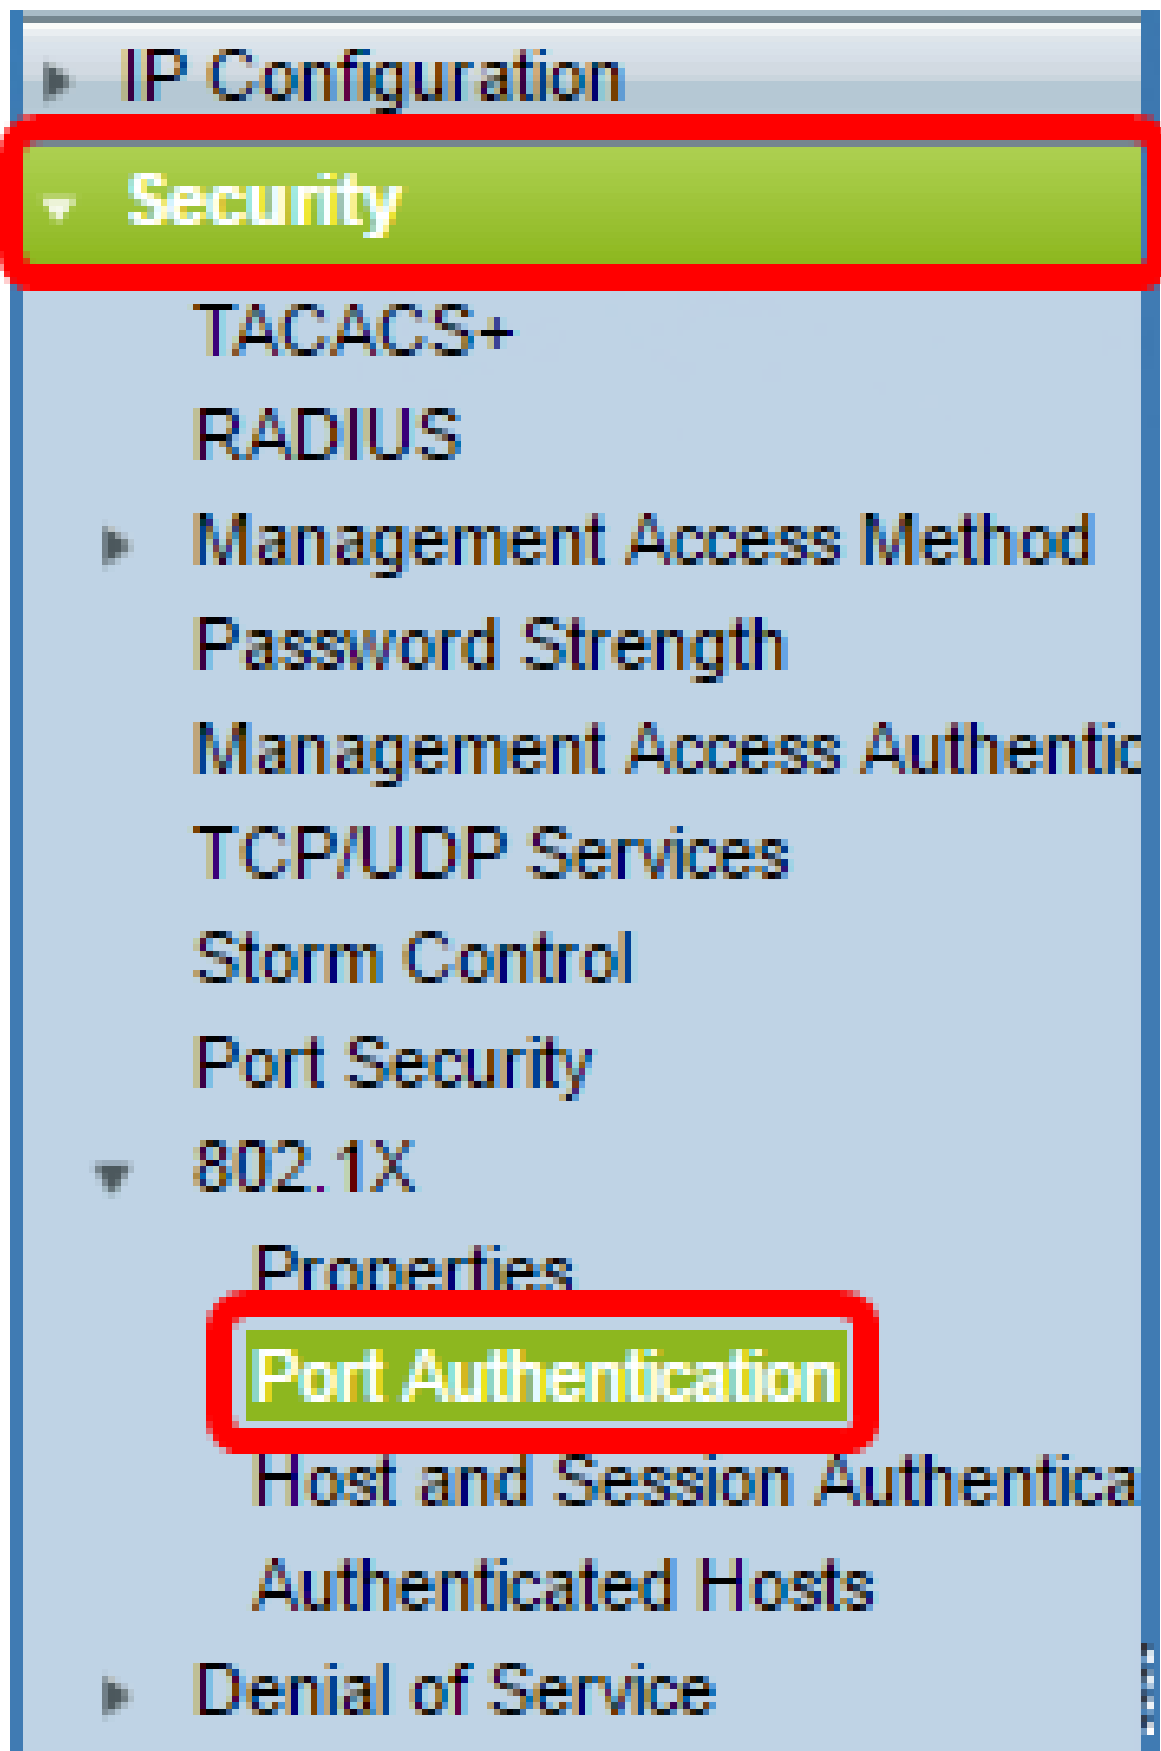 IP Configuration
Security
TACACS+
RADIUS
Management Access Method
Password Strength
Management Access Authentic
TCP/UDP Services
Storm Control
Port Security
802.1X
Properties
Port Authentication
Host and Session Authentica
Authenticated Hosts
Denial of Service